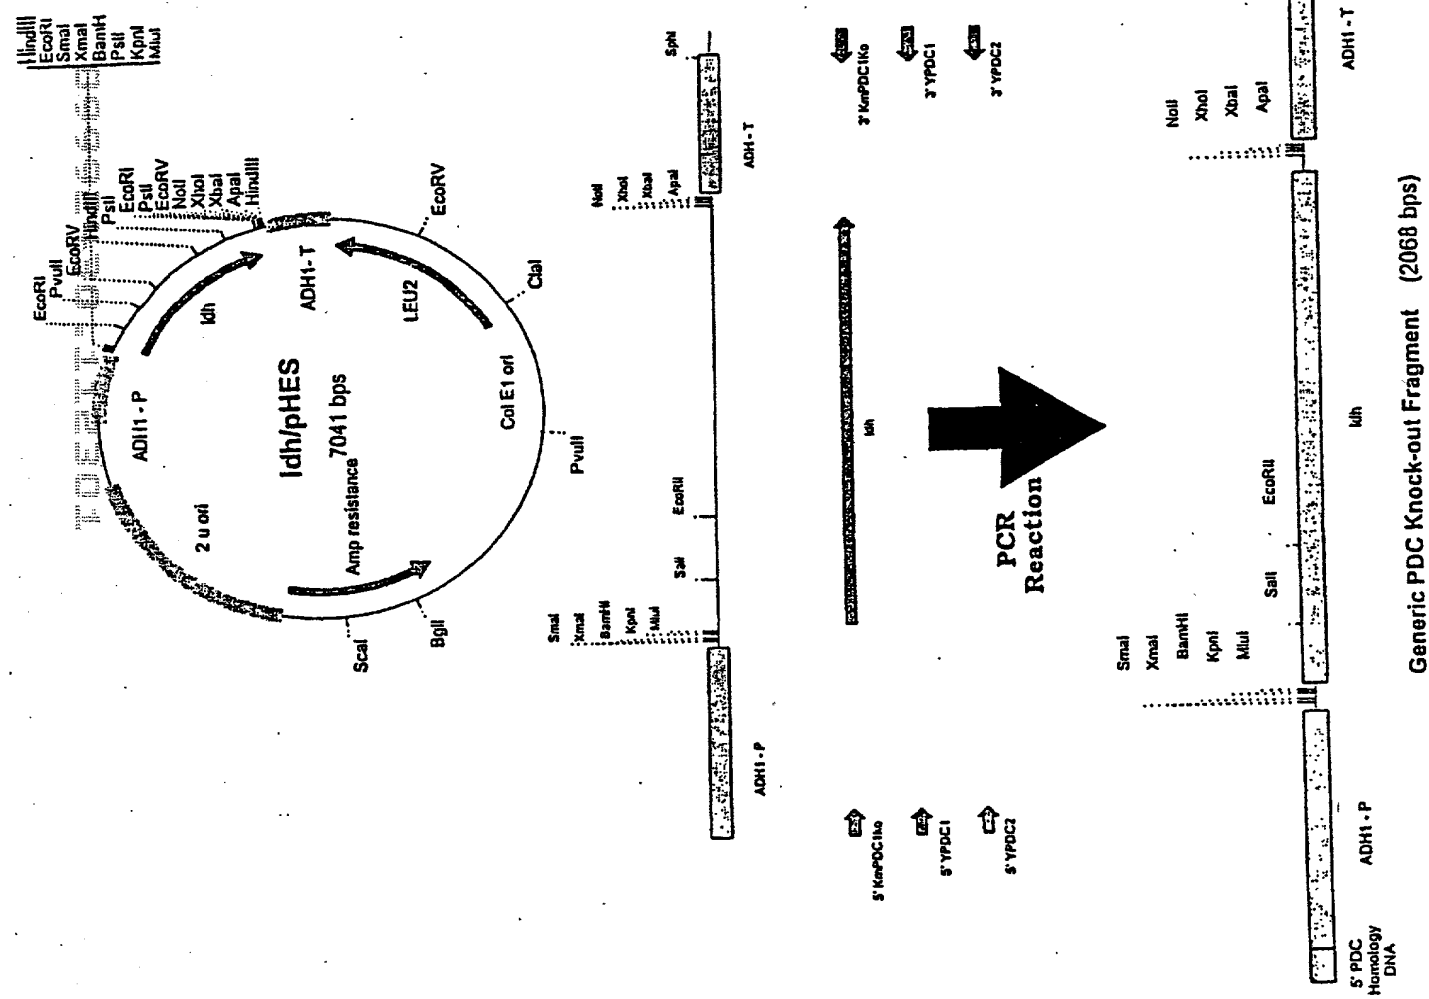 HindIII
EcoRI
SmaI
XmaI
BamH
PstI
KpnI
MluI
EcoRI
PvuII
EcoRV
HindIII
PstI
EcoRI
PstI
EcoRV
NotI
XhoI
XbaI
ApaI
HindIII
ADH1 - P
ldh
ADH1 - T
EcoRV
LEU2
ClaI
ldh/pHES
7041 bps
2 u ori
Amp resistance
Col E1 ori
PvuII
ScaI
BglI
SmaI
XmaI
BamHI
KpnI
MluI
SalI
EcoRII
NotI
XhoI
XbaI
ApaI
SphI
ADH1 - P
ADH - T
5' KmPDC1ko
5' YPDC1
5' YPDC2
ldh
3' KmPDC1Ko
3' YPDC1
3' YPDC2
PCR
Reaction
SmaI
XmaI
BamHI
KpnI
MluI
SalI
EcoRII
NotI
XhoI
XbaI
ApaI
5' PDC
Homology
DNA
ADH1 - P
ldh
ADH1 - T
Generic PDC Knock-out Fragment (2068 bps)